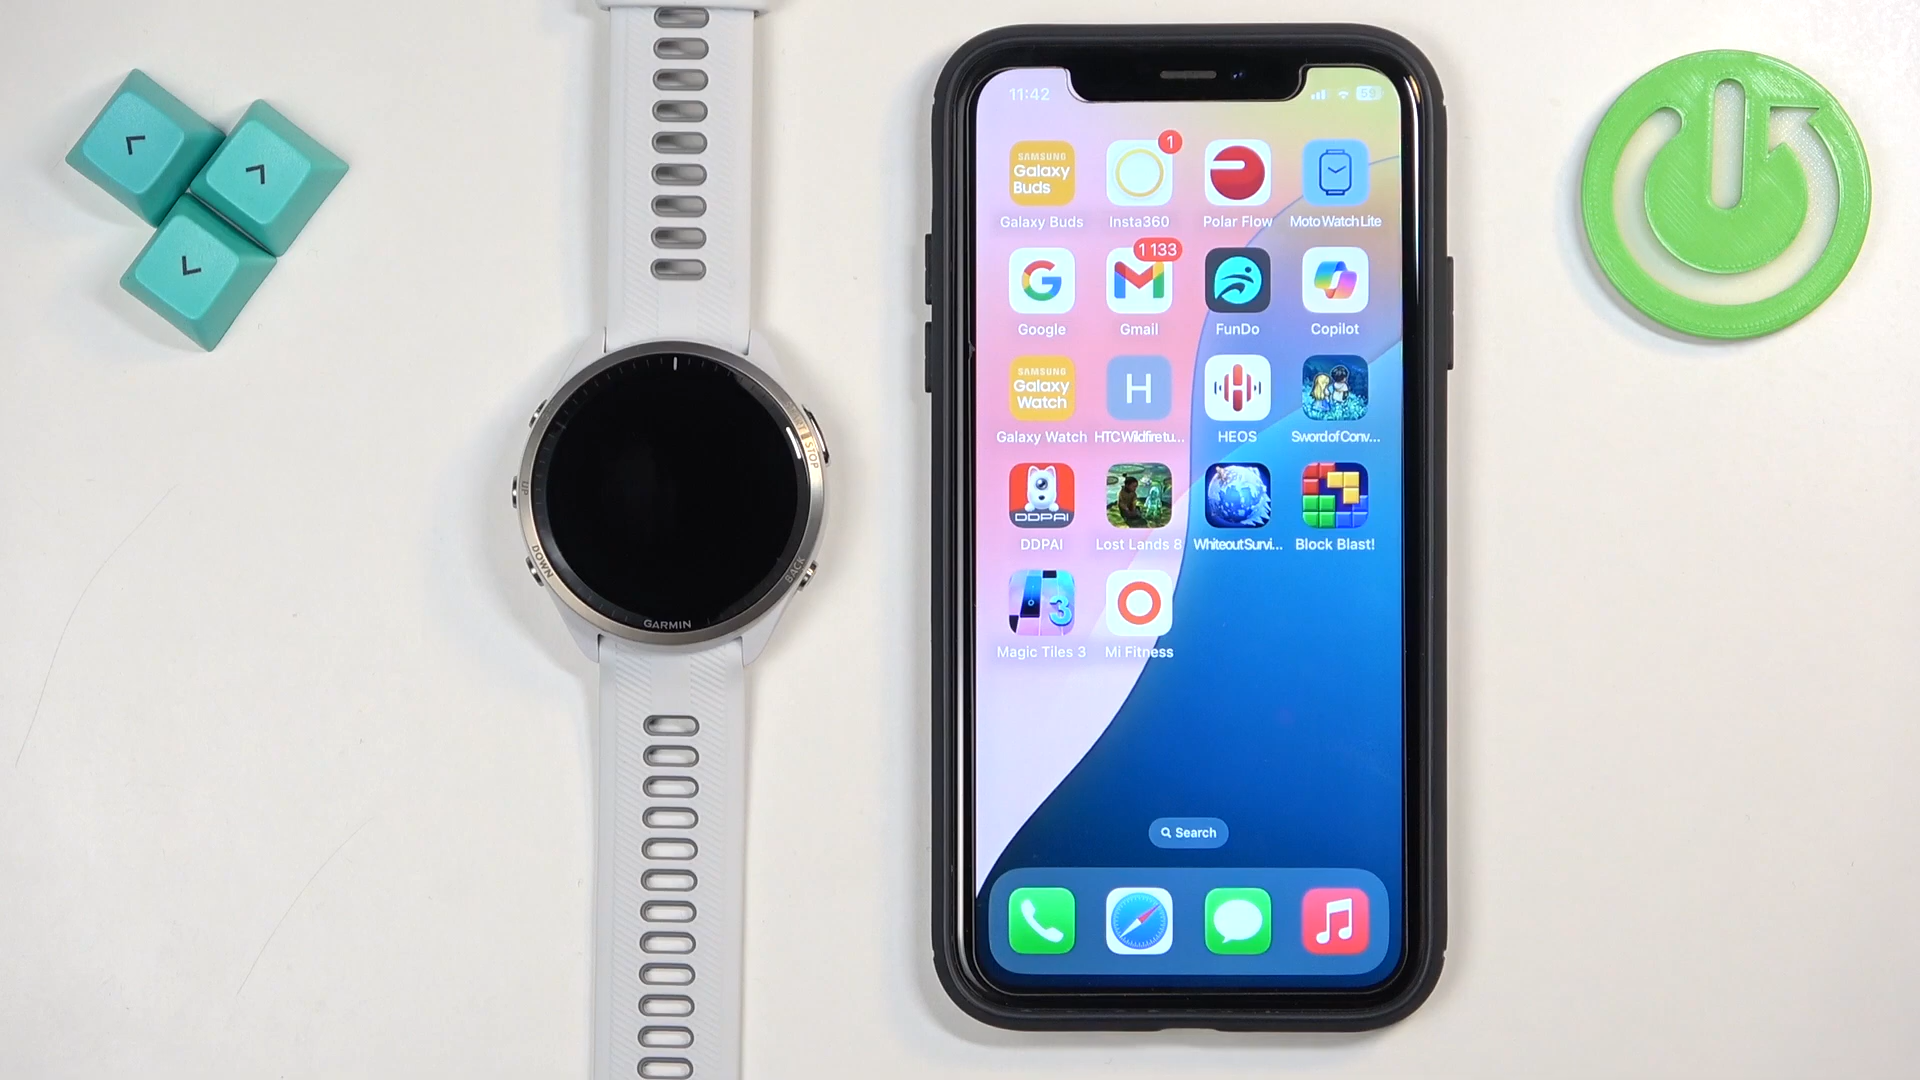 11:42
59
SAMSUNG
Galaxy
Buds
1
Galaxy Buds
Insta360
Polar Flow
Moto Watch Lite
1 133
Google
Gmail
FunDo
Copilot
SAMSUNG
Galaxy
Watch
H
Galaxy Watch
HTC Wildfire tu...
HEOS
Sword of Conv...
DDPAI
DDPAI
Lost Lands 8
Whiteout Survi...
Block Blast!
3
Magic Tiles 3
Mi Fitness
Search
START
STOP
UP
DOWN
BACK
GARMIN